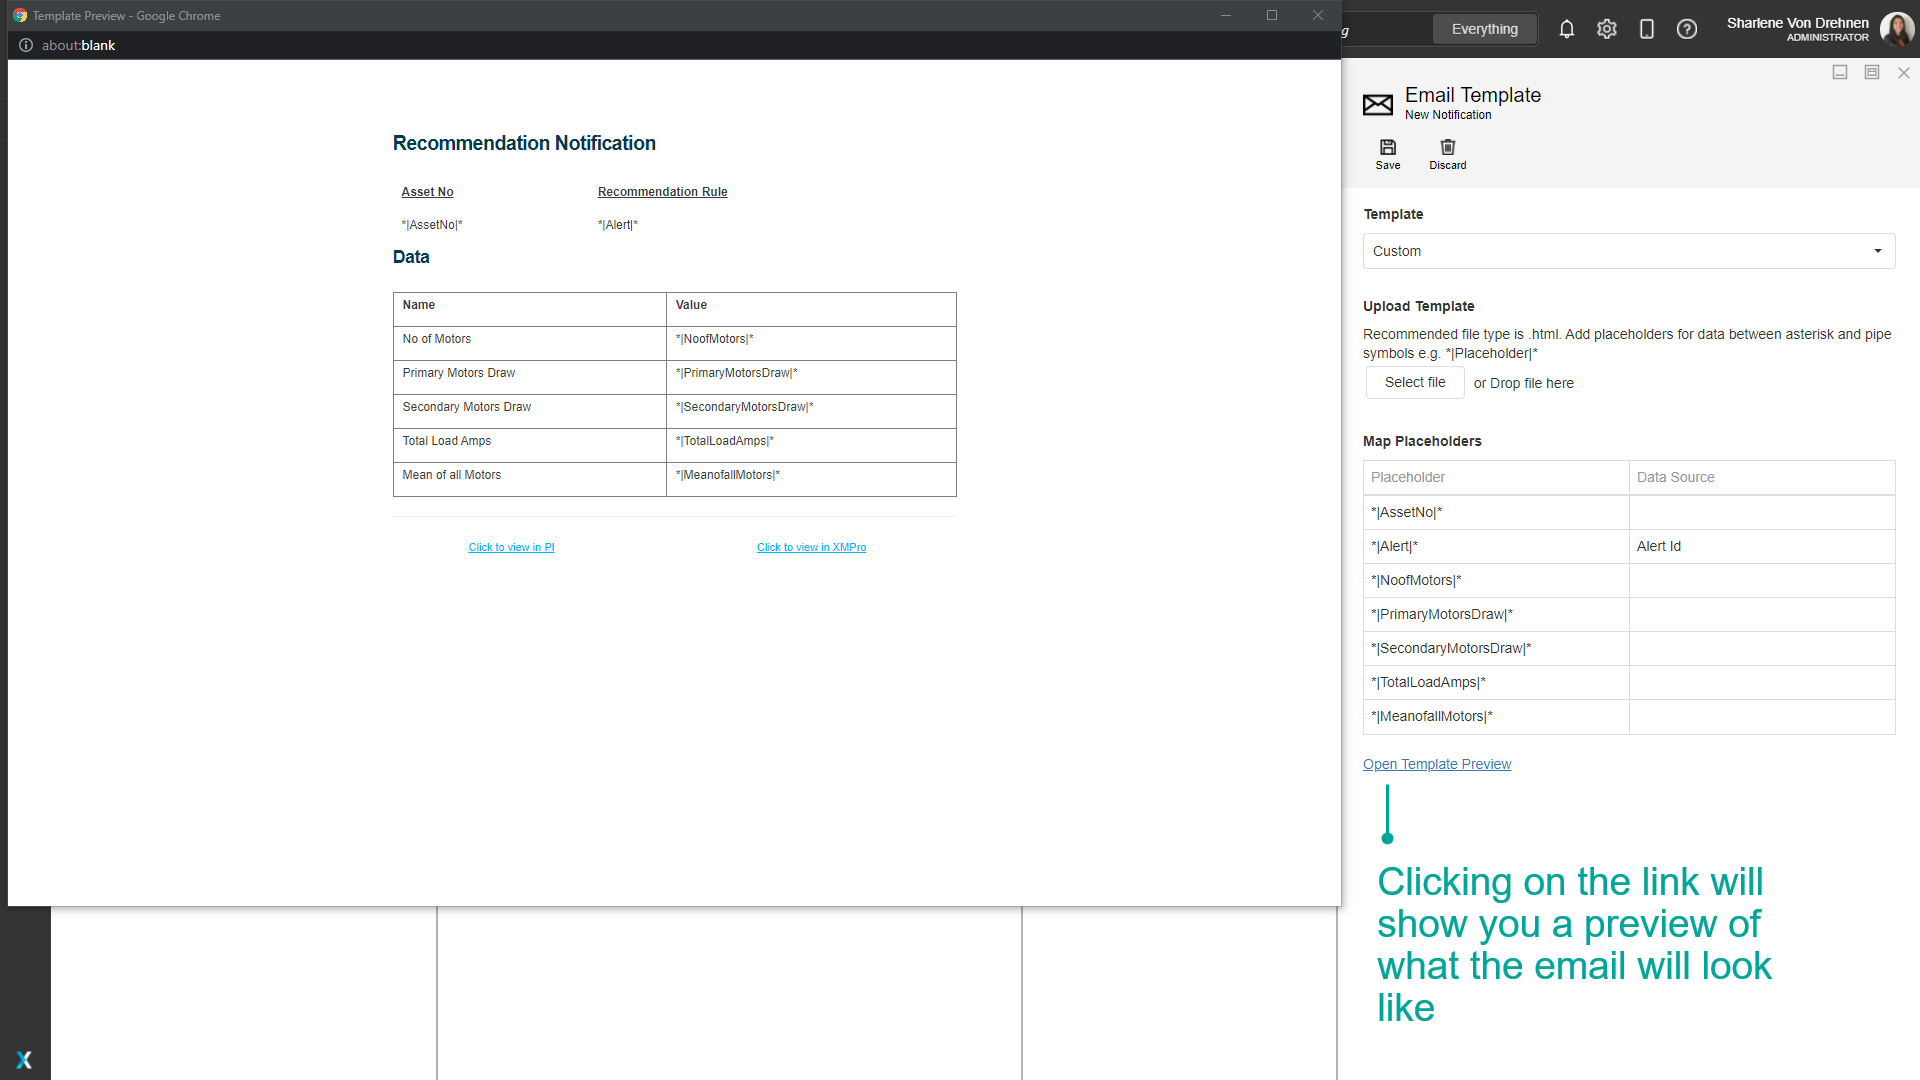 Template Preview - Google Chrome
about:blank
g
Everything
Sharlene Von Drehnen
ADMINISTRATOR
Recommendation Notification
Asset No Recommendation Rule
*|AssetNo|* *|Alert|*
Data
Name Value
No of Motors *|NoofMotors|*
Primary Motors Draw *|PrimaryMotorsDraw|*
Secondary Motors Draw *|SecondaryMotorsDraw|*
Total Load Amps *|TotalLoadAmps|*
Mean of all Motors *|MeanofallMotors|*
Click to view in PI Click to view in XMPro
Email Template
New Notification
Save Discard
Template
Custom
Upload Template
Recommended file type is .html. Add placeholders for data between asterisk and pipe
symbols e.g. *|Placeholder|*
Select file or Drop file here
Map Placeholders
Placeholder Data Source
*|AssetNo|*
*|Alert|* Alert Id
*|NoofMotors|*
*|PrimaryMotorsDraw|*
*|SecondaryMotorsDraw|*
*|TotalLoadAmps|*
*|MeanofallMotors|*
Open Template Preview
Clicking on the link will
show you a preview of
what the email will look
like